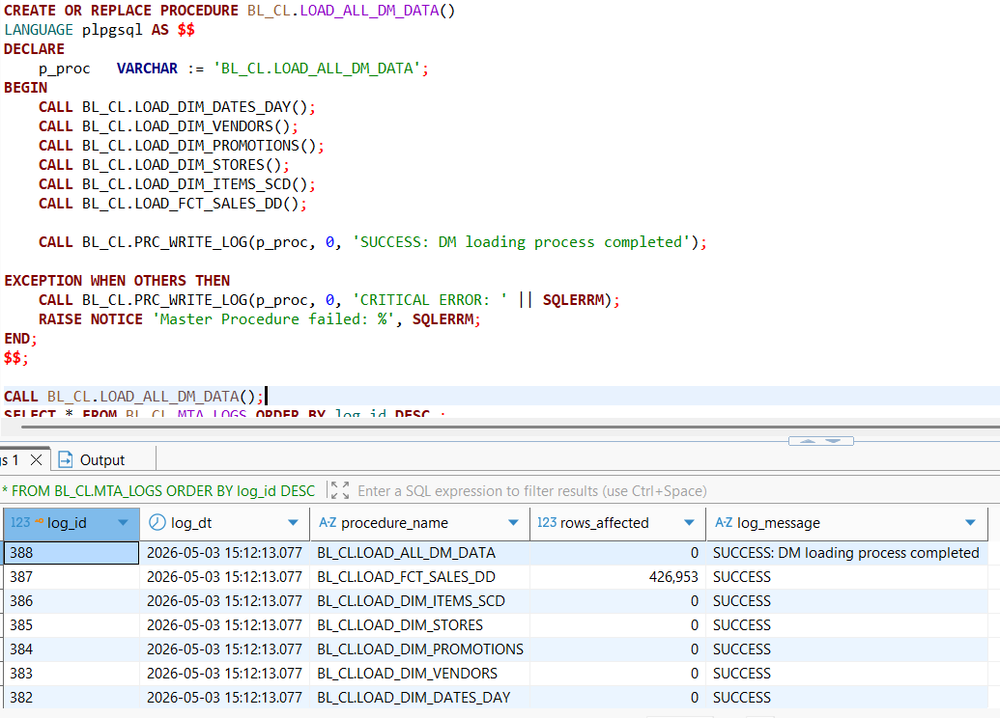 CREATE OR REPLACE PROCEDURE BL_CL.LOAD_ALL_DM_DATA()
LANGUAGE plpgsql AS $$
DECLARE
    p_proc   VARCHAR := 'BL_CL.LOAD_ALL_DM_DATA';
BEGIN
    CALL BL_CL.LOAD_DIM_DATES_DAY();
    CALL BL_CL.LOAD_DIM_VENDORS();
    CALL BL_CL.LOAD_DIM_PROMOTIONS();
    CALL BL_CL.LOAD_DIM_STORES();
    CALL BL_CL.LOAD_DIM_ITEMS_SCD();
    CALL BL_CL.LOAD_FCT_SALES_DD();
    CALL BL_CL.PRC_WRITE_LOG(p_proc, 0, 'SUCCESS: DM loading process completed');
EXCEPTION WHEN OTHERS THEN
    CALL BL_CL.PRC_WRITE_LOG(p_proc, 0, 'CRITICAL ERROR: ' || SQLERRM);
    RAISE NOTICE 'Master Procedure failed: %', SQLERRM;
END;
$$;
CALL BL_CL.LOAD_ALL_DM_DATA();
SELECT * FROM BL_CL.MTA_LOGS ORDER BY log_id DESC ;
gs 1 Output
* FROM BL_CL.MTA_LOGS ORDER BY log_id DESC Enter a SQL expression to filter results (use Ctrl+Space)
123 log_id log_dt A-Z procedure_name 123 rows_affected A-Z log_message
388 2026-05-03 15:12:13.077 BL_CL.LOAD_ALL_DM_DATA 0 SUCCESS: DM loading process completed
387 2026-05-03 15:12:13.077 BL_CL.LOAD_FCT_SALES_DD 426,953 SUCCESS
386 2026-05-03 15:12:13.077 BL_CL.LOAD_DIM_ITEMS_SCD 0 SUCCESS
385 2026-05-03 15:12:13.077 BL_CL.LOAD_DIM_STORES 0 SUCCESS
384 2026-05-03 15:12:13.077 BL_CL.LOAD_DIM_PROMOTIONS 0 SUCCESS
383 2026-05-03 15:12:13.077 BL_CL.LOAD_DIM_VENDORS 0 SUCCESS
382 2026-05-03 15:12:13.077 BL_CL.LOAD_DIM_DATES_DAY 0 SUCCESS